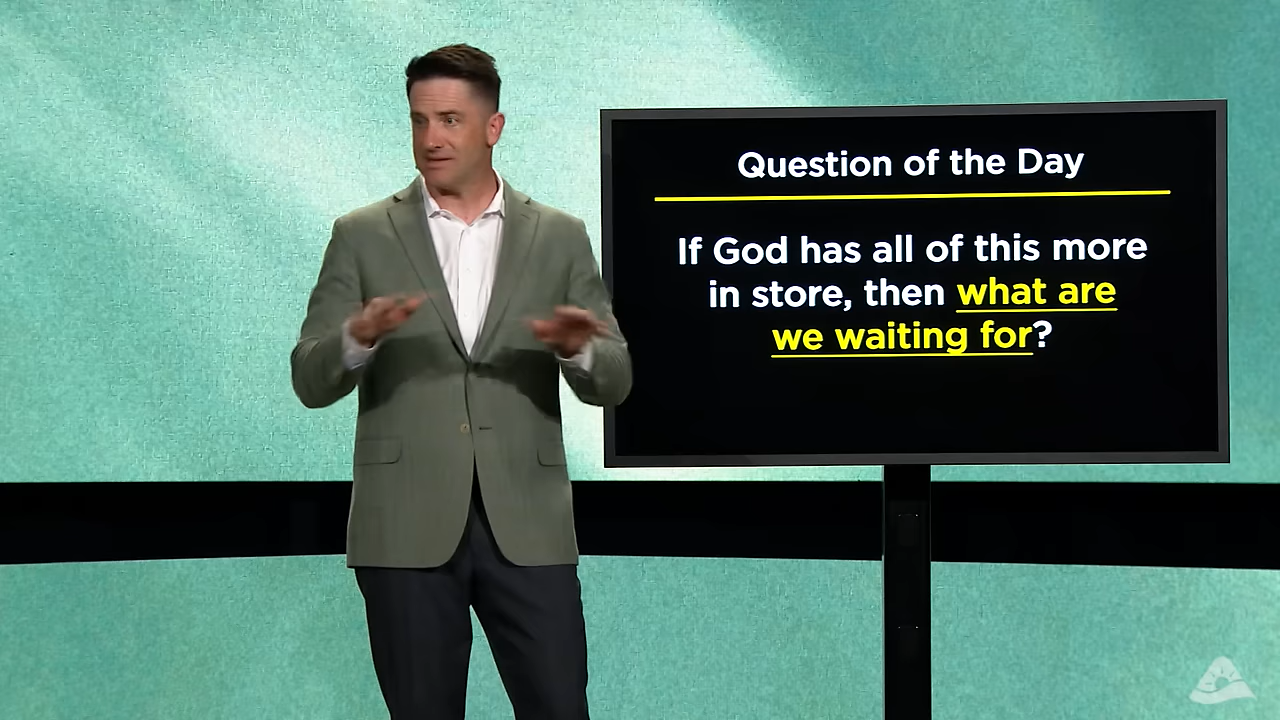 Question of the Day
If God has all of this more
in store, then what are
we waiting for?